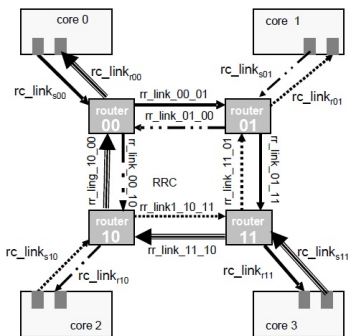 core 0
core 1
rc_link_s00
rc_link_r00
rc_link_s01
rc_link_r01
rr_link_00_01
router
00
router
01
rr_link_01_00
rr_ling_10_00
rr_link_00_10
RRC
rr_link_11_01
rr_link_01_11
rr_link1_10_11
router
10
router
11
rr_link_11_10
rc_link_s10
rc_link_r10
rc_link_r11
rc_link_s11
core 2
core 3